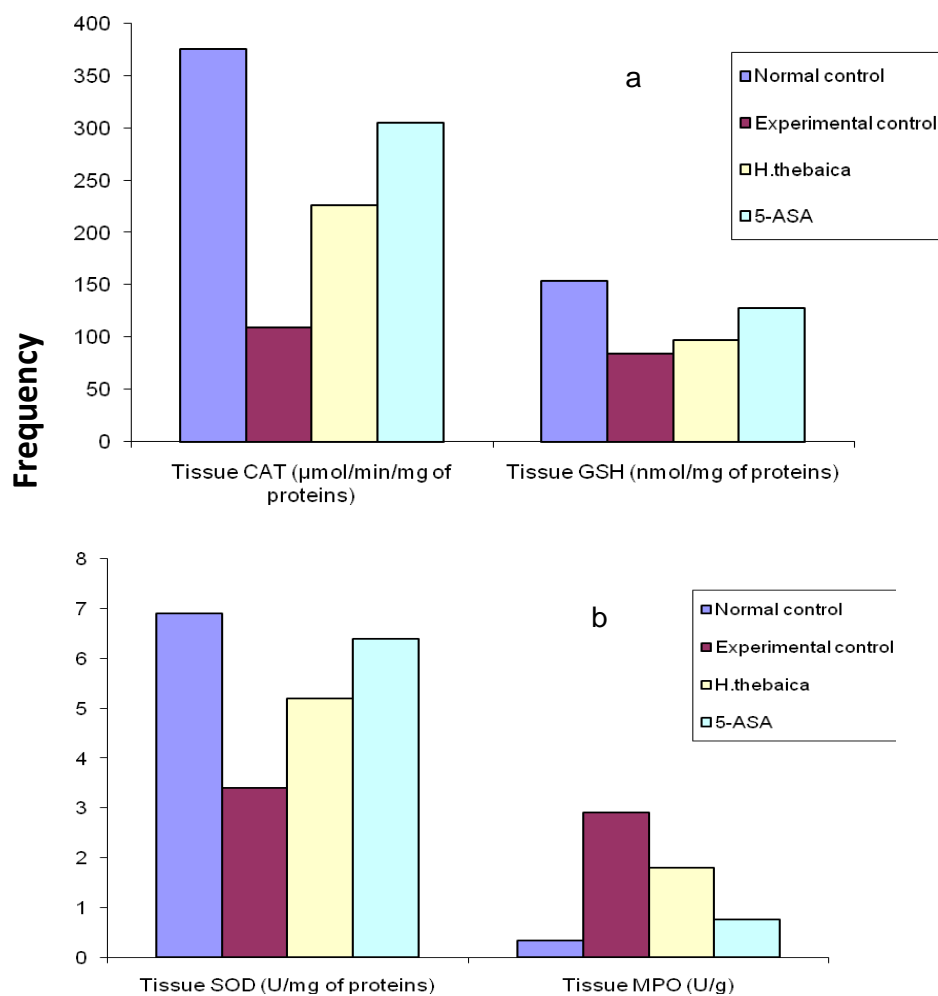 400
350
300
250
200
150
100
50
0
Frequency
a
Normal control
Experimental control
H.thebaica
5-ASA
Tissue CAT (µmol/min/mg of
proteins)
Tissue GSH (nmol/mg of proteins)
8
7
6
5
4
3
2
1
0
b
Normal control
Experimental control
H.thebaica
5-ASA
Tissue SOD (U/mg of proteins)
Tissue MPO (U/g)